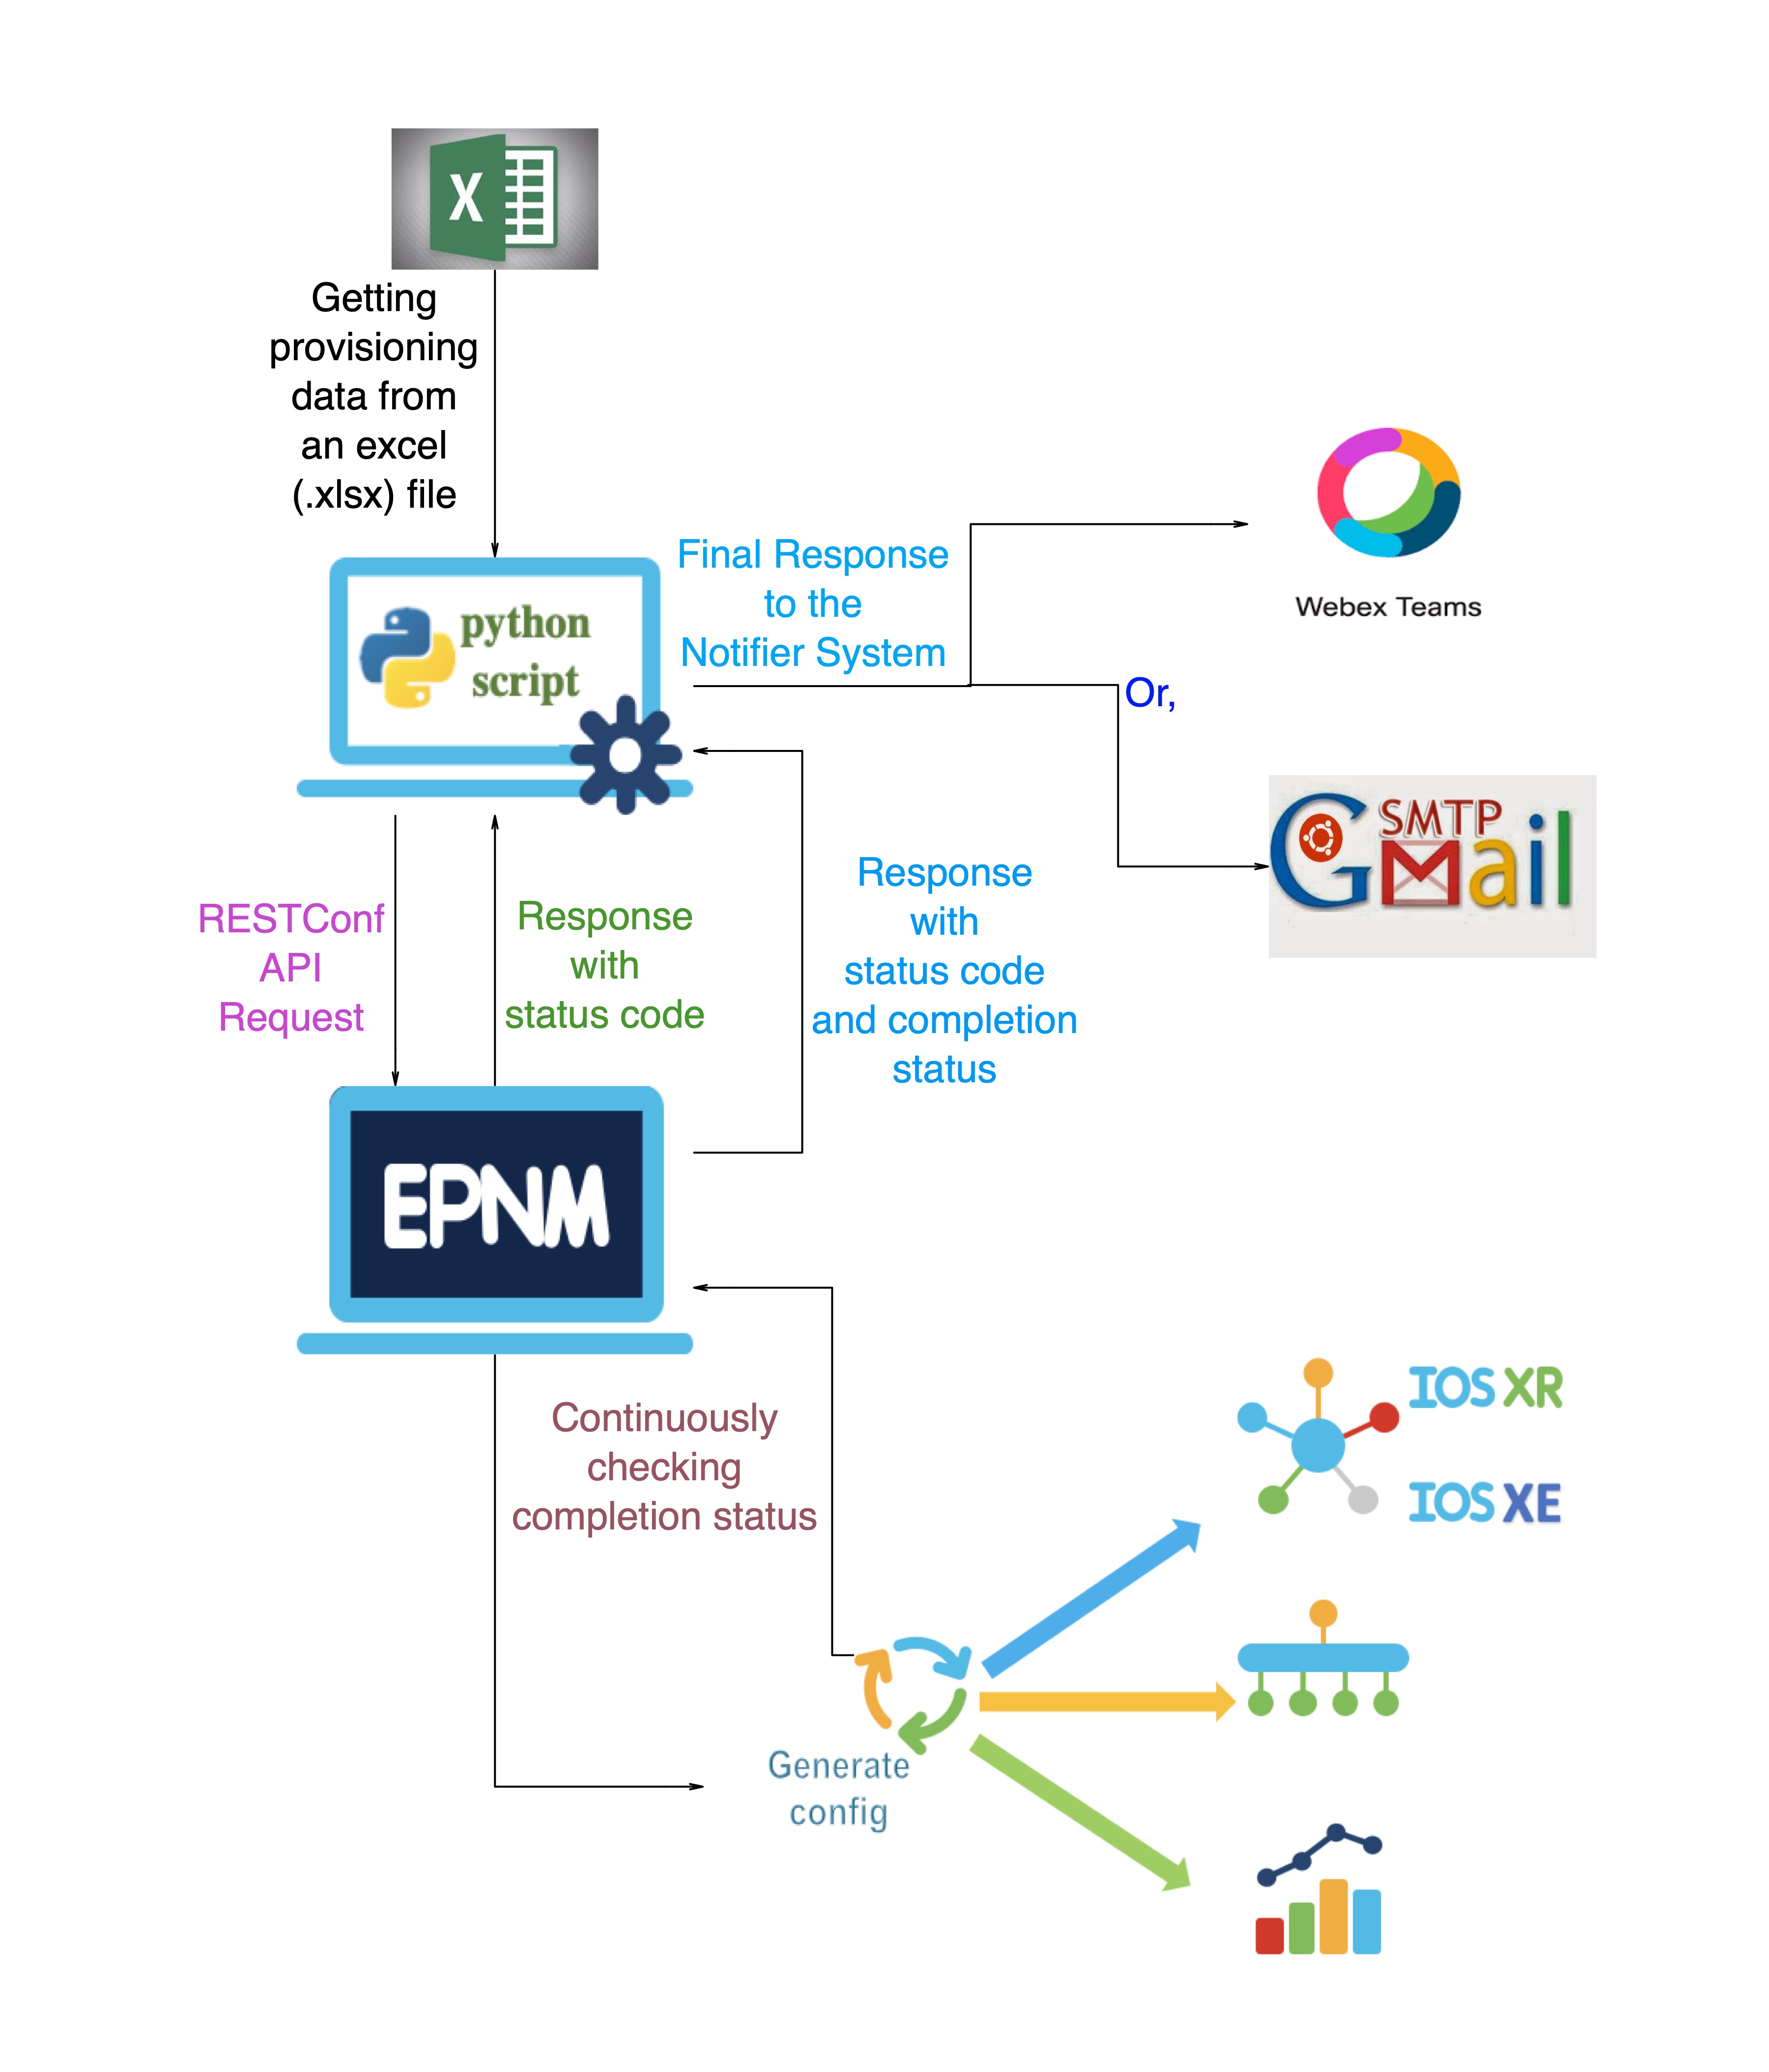 X
Getting
provisioning
data from
an excel
(.xlsx) file
python
script
Final Response
to the
Notifier System
Webex Teams
Or,
SMTP
GMail
RESTConf
API
Request
Response
with
status code
Response
with
status code
and completion
status
EPNM
Continuously
checking
completion status
IOS XR
IOS XE
Generate
config